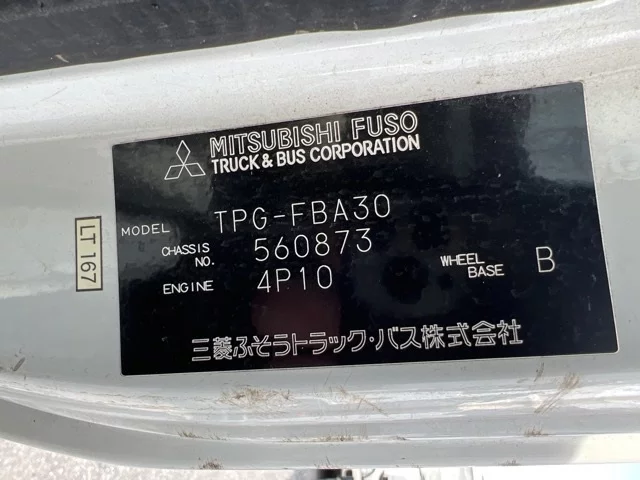 MITSUBISHI FUSO
TRUCK & BUS CORPORATION
MODEL TPG-FBA30
CHASSIS NO. 560873
ENGINE 4P10 WHEEL BASE B
三菱ふそうトラック・バス株式会社
LT 167